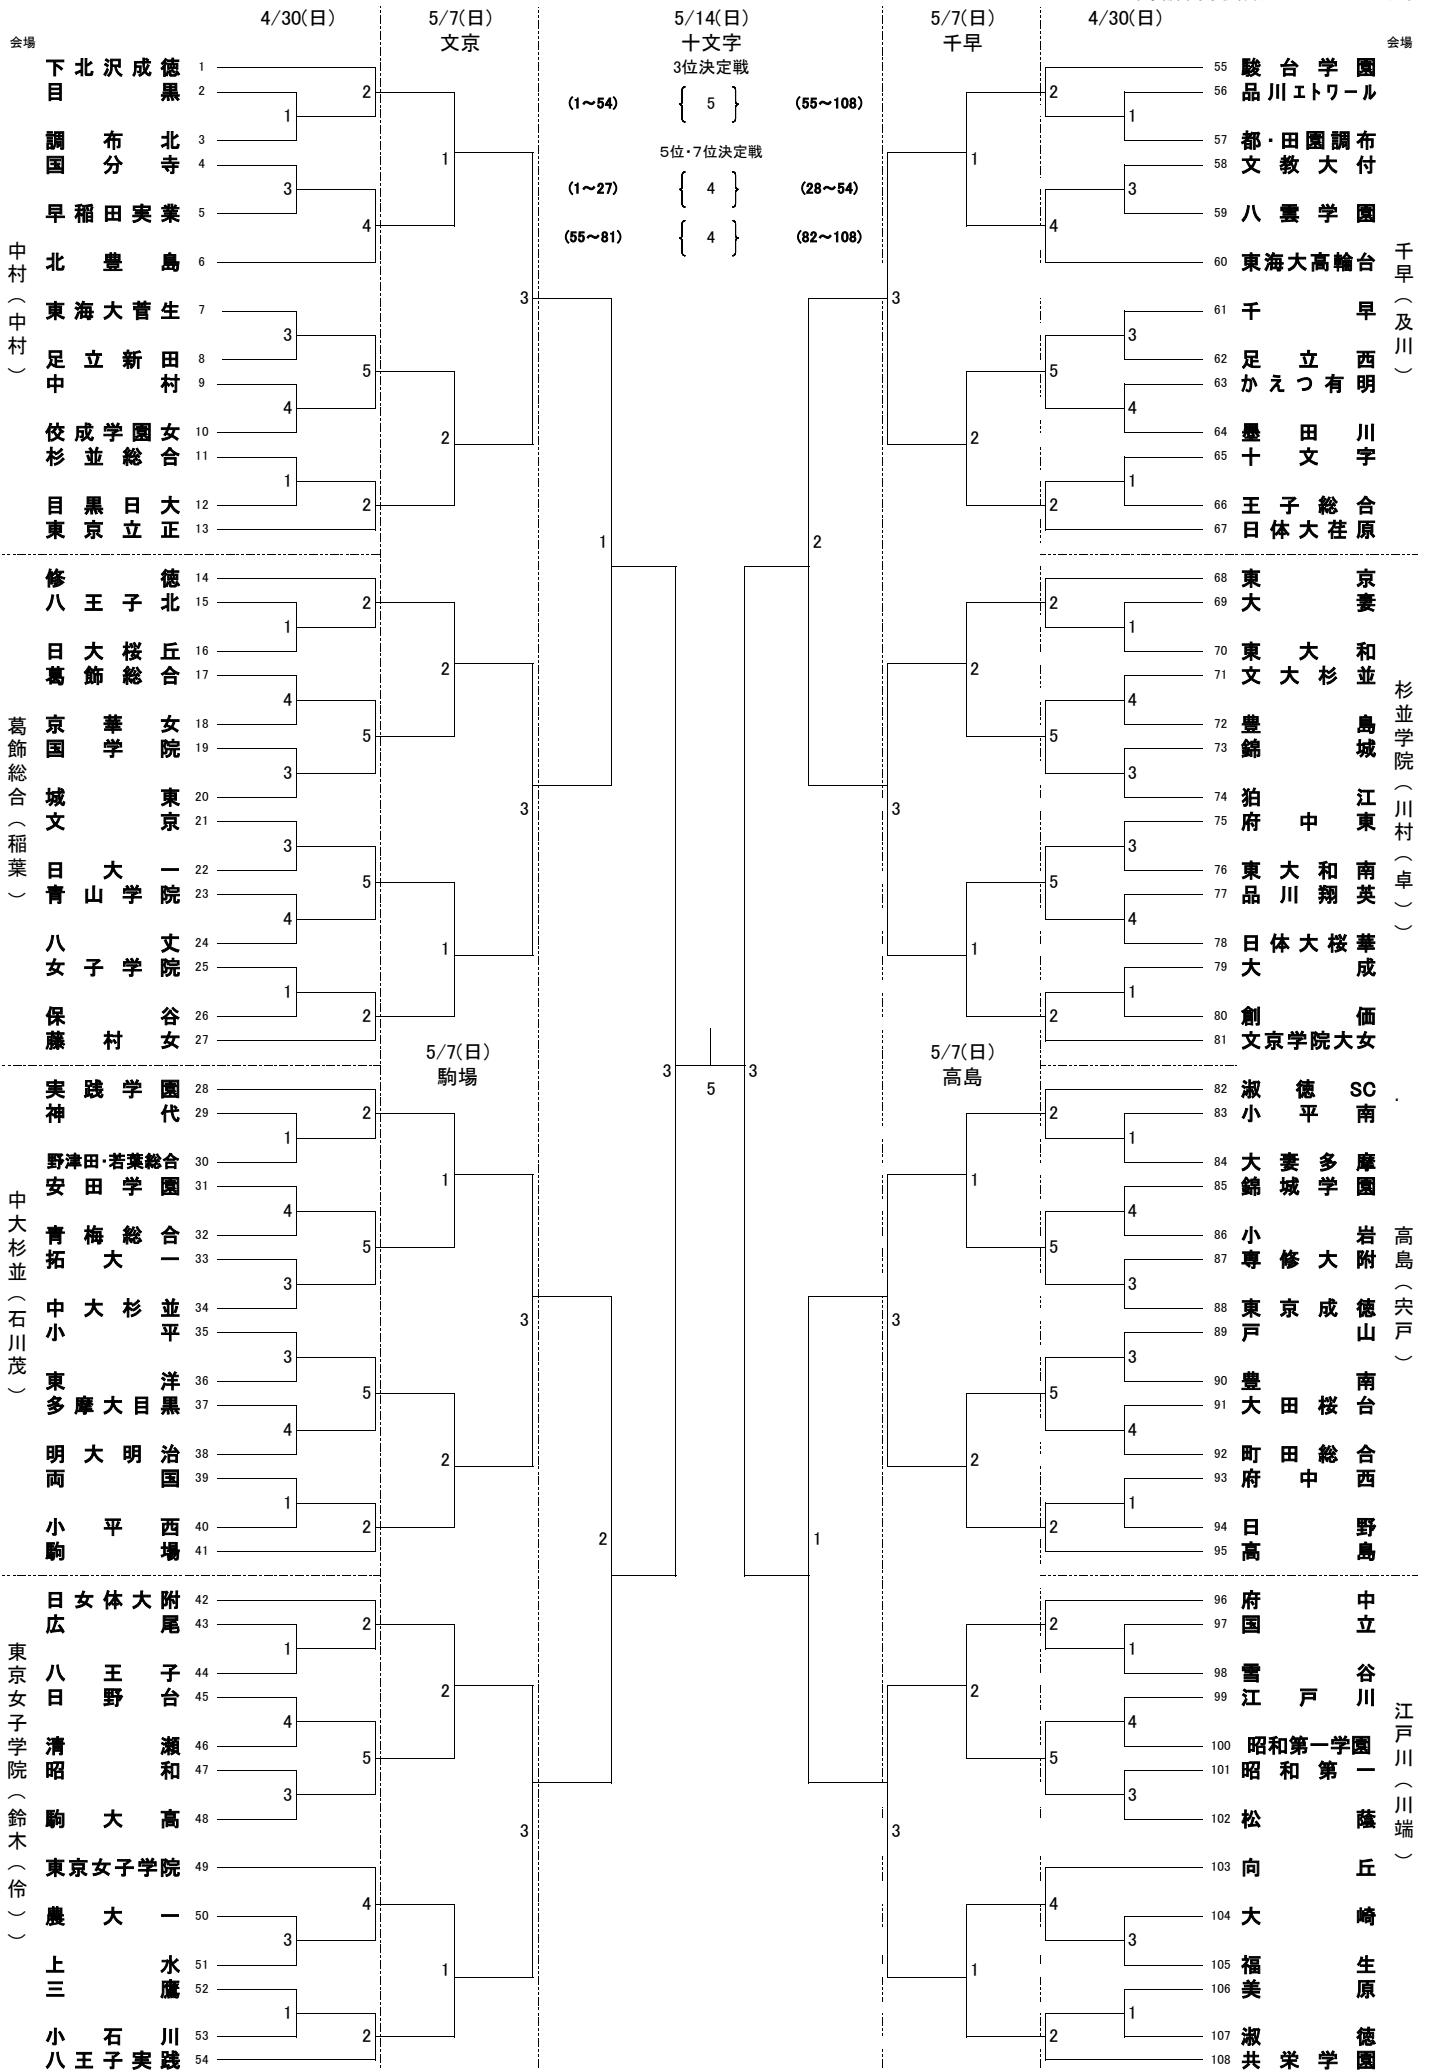 4/30(日) 5/7(日) 5/14(日) 5/7(日) 4/30(日)
文京 十文字 千早
会場 会場
3位決定戦
(1～54) 5 (55～108)
5位・7位決定戦
(1～27) 4 (28～54)
(55～81) 4 (82～108)
中村（中村）
下北沢成徳 1
目黒 2
調布北 3
国分寺 4
早稲田実業 5
北豊島 6
東海大菅生 7
足立新田 8
中村 9
佼成学園女 10
杉並総合 11
目黒日大 12
東京立正 13
葛飾総合（稲葉）
修徳 14
八王子北 15
日大桜丘 16
葛飾総合 17
京華女 18
国学院 19
城東 20
文京 21
日大一 22
青山学院 23
八丈 24
女子学院 25
保谷 26
藤村女 27
5/7(日)
駒場
中大杉並（石川茂）
実践学園 28
神代 29
野津田・若葉総合 30
安田学園 31
青梅総合 32
拓大一 33
中大杉並 34
小平 35
東洋 36
多摩大目黒 37
明大明治 38
両国 39
小平西 40
駒場 41
東京女子学院（鈴木（伶））
日女体大附 42
広尾 43
八王子 44
日野台 45
清瀬 46
昭和 47
駒大高 48
東京女子学院 49
農大一 50
上水 51
三鷹 52
小石川 53
八王子実践 54
千早（及川）
55 駿台学園
56 品川エトワール
57 都・田園調布
58 文教大付
59 八雲学園
60 東海大高輪台
61 千早
62 足立西
63 かえつ有明
64 墨田川
65 十文字
66 王子総合
67 日体大荏原
杉並学院（川村（卓））
68 東京
69 大妻
70 東大和
71 文大杉並
72 豊島
73 錦城
74 狛江
75 府中東
76 東大和南
77 品川翔英
78 日体大桜華
79 大成
80 創価
81 文京学院大女
5/7(日)
高島
高島（宍戸）
82 淑徳SC
83 小平南
84 大妻多摩
85 錦城学園
86 小岩
87 専修大附
88 東京成徳
89 戸山
90 豊南
91 大田桜台
92 町田総合
93 府中西
94 日野
95 高島
江戸川（川端）
96 府中
97 国立
98 雪谷
99 江戸川
100 昭和第一学園
101 昭和第一
102 松蔭
103 向丘
104 大崎
105 福生
106 美原
107 淑徳
108 共栄学園